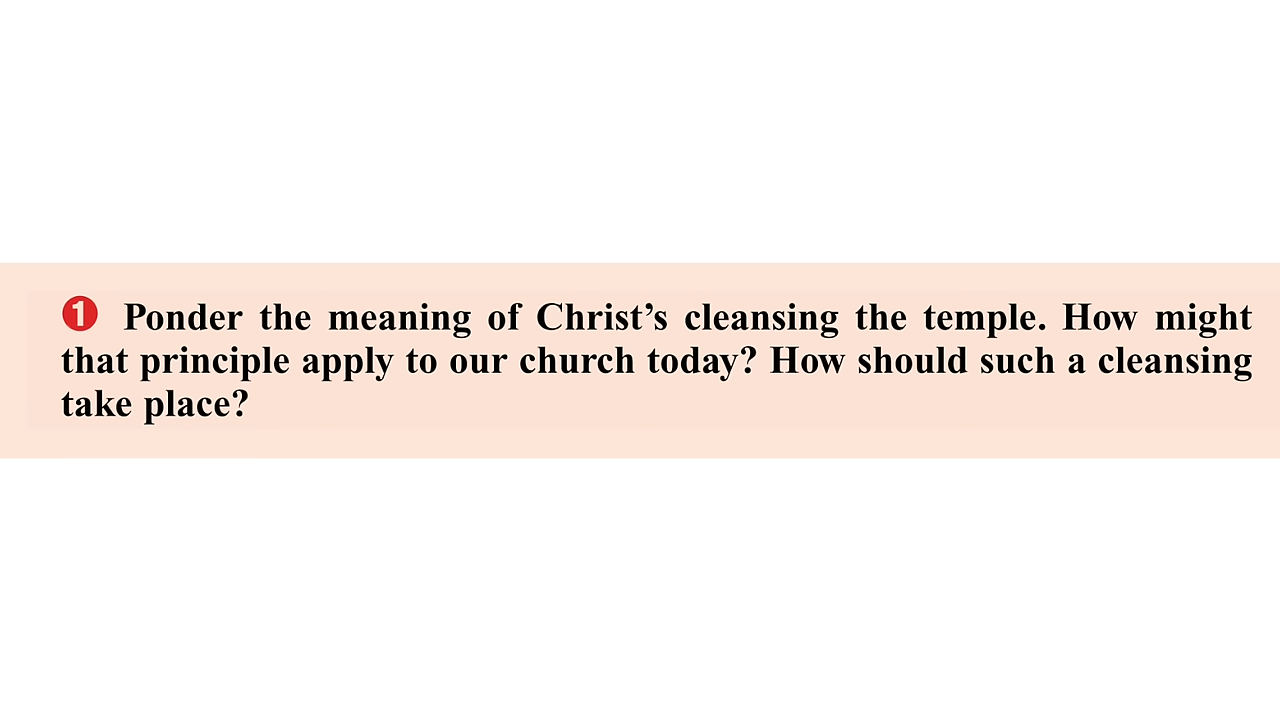 ❶ Ponder the meaning of Christ’s cleansing the temple. How might
that principle apply to our church today? How should such a cleansing
take place?